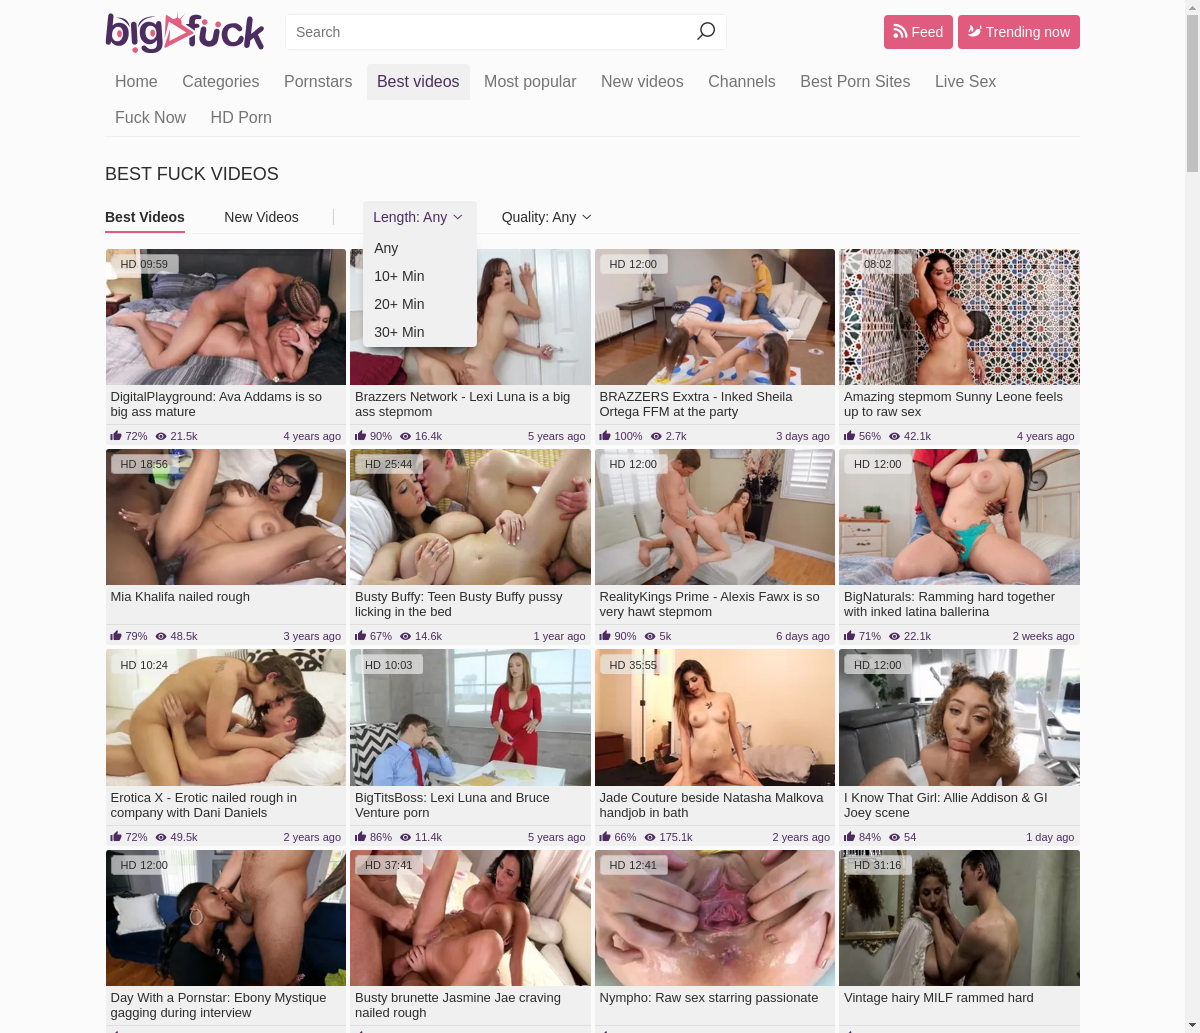 bigfuck
Search
Feed
Trending now
Home Categories Pornstars Best videos Most popular New videos Channels Best Porn Sites Live Sex
Fuck Now HD Porn
BEST FUCK VIDEOS
Best Videos New Videos Length: Any Quality: Any
Any
10+ Min
20+ Min
30+ Min
HD 09:59
DigitalPlayground: Ava Addams is so
big ass mature
72% 21.5k 4 years ago
Brazzers Network - Lexi Luna is a big
ass stepmom
90% 16.4k 5 years ago
HD 12:00
BRAZZERS Exxtra - Inked Sheila
Ortega FFM at the party
100% 2.7k 3 days ago
08:02
Amazing stepmom Sunny Leone feels
up to raw sex
56% 42.1k 4 years ago
HD 18:56
Mia Khalifa nailed rough
79% 48.5k 3 years ago
HD 25:44
Busty Buffy: Teen Busty Buffy pussy
licking in the bed
67% 14.6k 1 year ago
HD 12:00
RealityKings Prime - Alexis Fawx is so
very hawt stepmom
90% 5k 6 days ago
HD 12:00
BigNaturals: Ramming hard together
with inked latina ballerina
71% 22.1k 2 weeks ago
HD 10:24
Erotica X - Erotic nailed rough in
company with Dani Daniels
72% 49.5k 2 years ago
HD 10:03
BigTitsBoss: Lexi Luna and Bruce
Venture porn
86% 11.4k 5 years ago
HD 35:55
Jade Couture beside Natasha Malkova
handjob in bath
66% 175.1k 2 years ago
HD 12:00
I Know That Girl: Allie Addison & GI
Joey scene
84% 54 1 day ago
HD 12:00
Day With a Pornstar: Ebony Mystique
gagging during interview
HD 37:41
Busty brunette Jasmine Jae craving
nailed rough
HD 12:41
Nympho: Raw sex starring passionate
HD 31:16
Vintage hairy MILF rammed hard